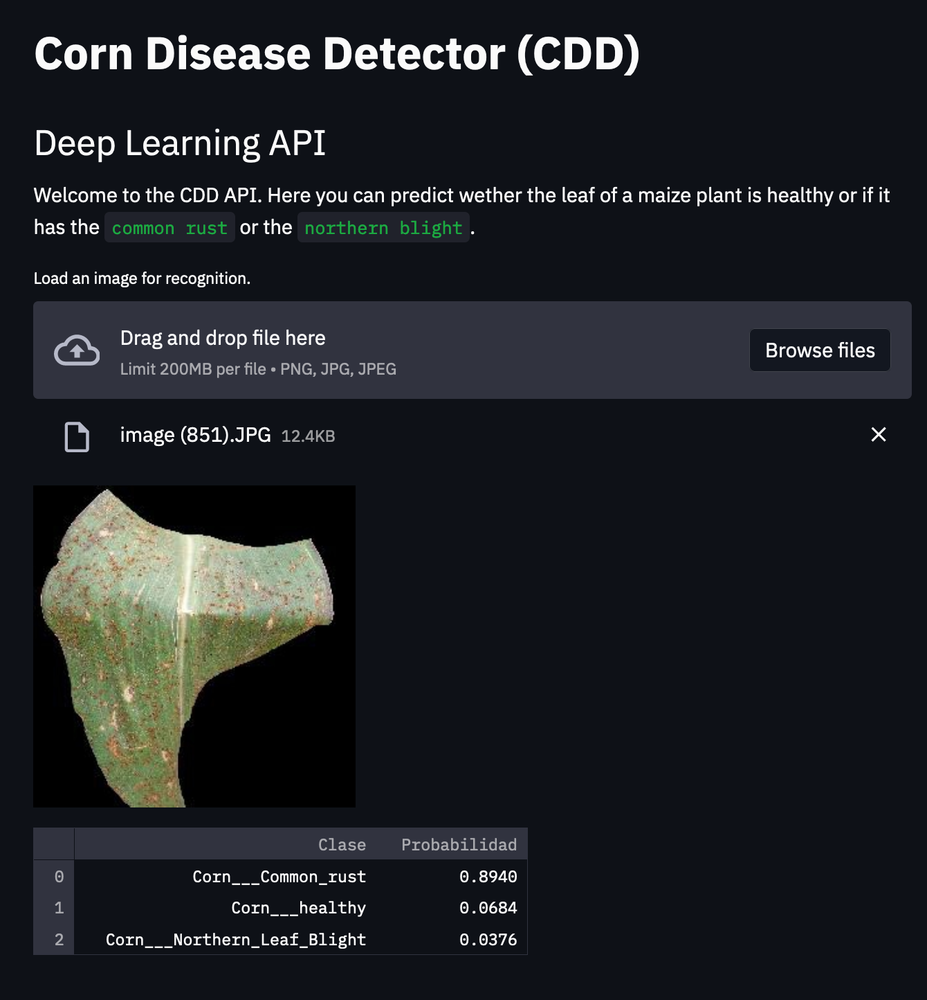 Corn Disease Detector (CDD)
Deep Learning API
Welcome to the CDD API. Here you can predict wether the leaf of a maize plant is healthy or if it
has the common rust or the northern blight.
Load an image for recognition.
Drag and drop file here
Limit 200MB per file • PNG, JPG, JPEG
Browse files
image (851).JPG 12.4KB
Clase Probabilidad
0 Corn___Common_rust 0.8940
1 Corn___healthy 0.0684
2 Corn___Northern_Leaf_Blight 0.0376